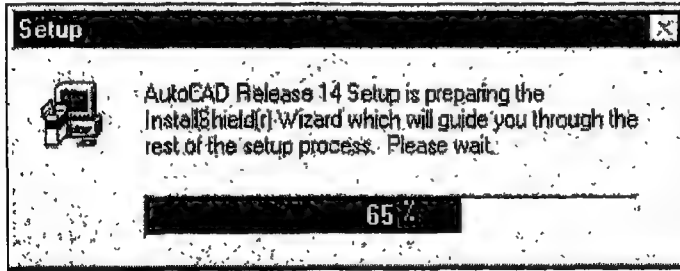 Setup
AutoCAD Release 14 Setup is preparing the
InstallShield(r) Wizard which will guide you through the
rest of the setup process. Please wait.
65%